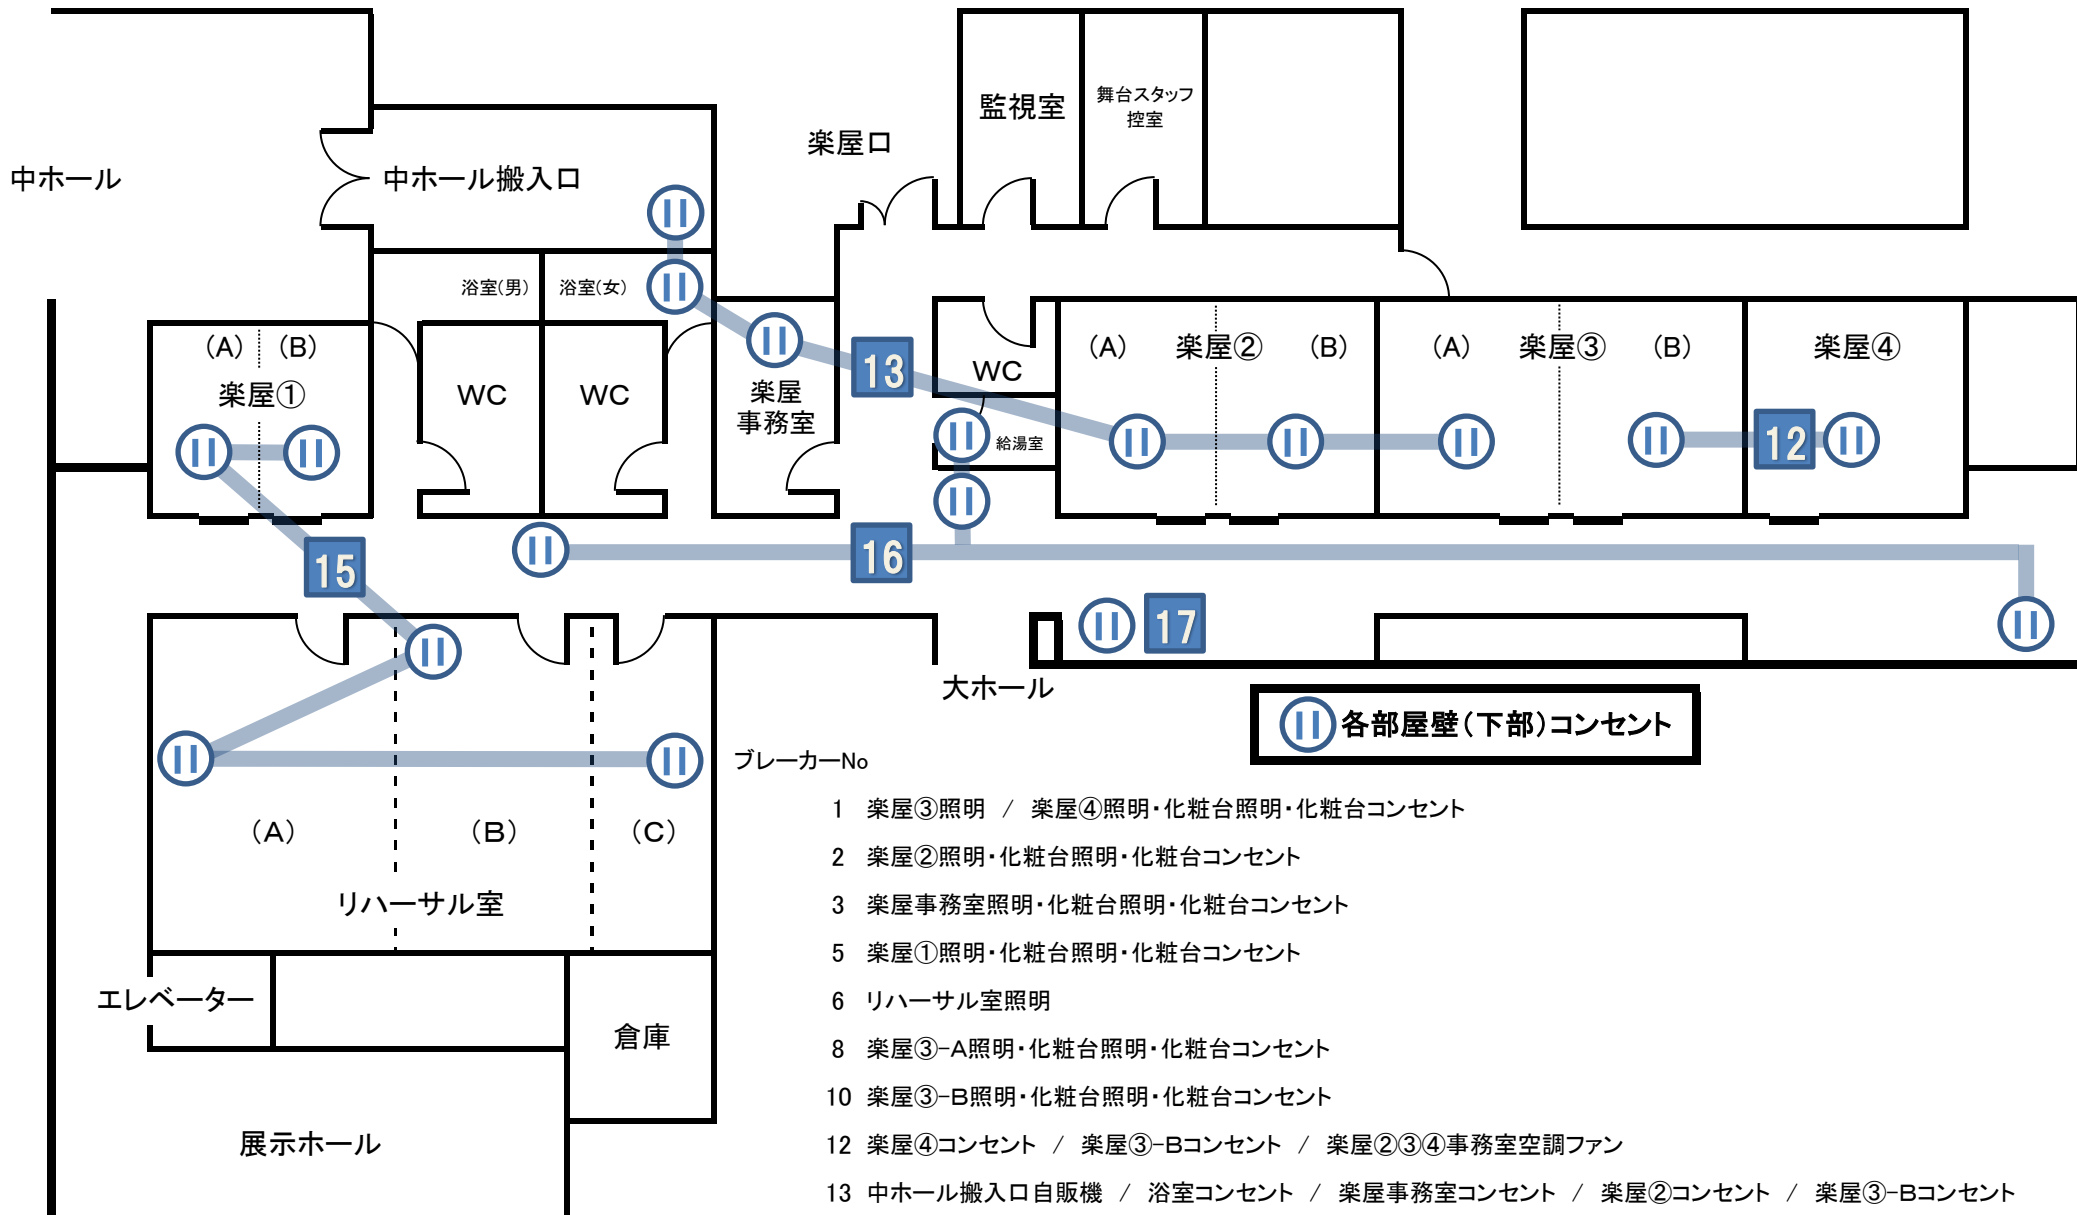 監視室
舞台スタッフ
控室
楽屋口
中ホール
中ホール搬入口
浴室(男)
浴室(女)
(A)
(B)
楽屋①
WC
WC
楽屋
事務室
13
WC
給湯室
(A)
楽屋②
(B)
(A)
楽屋③
(B)
楽屋④
12
15
16
17
大ホール
各部屋壁(下部)コンセント
(A)
(B)
(C)
リハーサル室
エレベーター
倉庫
展示ホール
ブレーカーNo
1 楽屋③照明 / 楽屋④照明・化粧台照明・化粧台コンセント
2 楽屋②照明・化粧台照明・化粧台コンセント
3 楽屋事務室照明・化粧台照明・化粧台コンセント
5 楽屋①照明・化粧台照明・化粧台コンセント
6 リハーサル室照明
8 楽屋③-A照明・化粧台照明・化粧台コンセント
10 楽屋③-B照明・化粧台照明・化粧台コンセント
12 楽屋④コンセント / 楽屋③-Bコンセント / 楽屋②③④事務室空調ファン
13 中ホール搬入口自販機 / 浴室コンセント / 楽屋事務室コンセント / 楽屋②コンセント / 楽屋③-Bコンセント